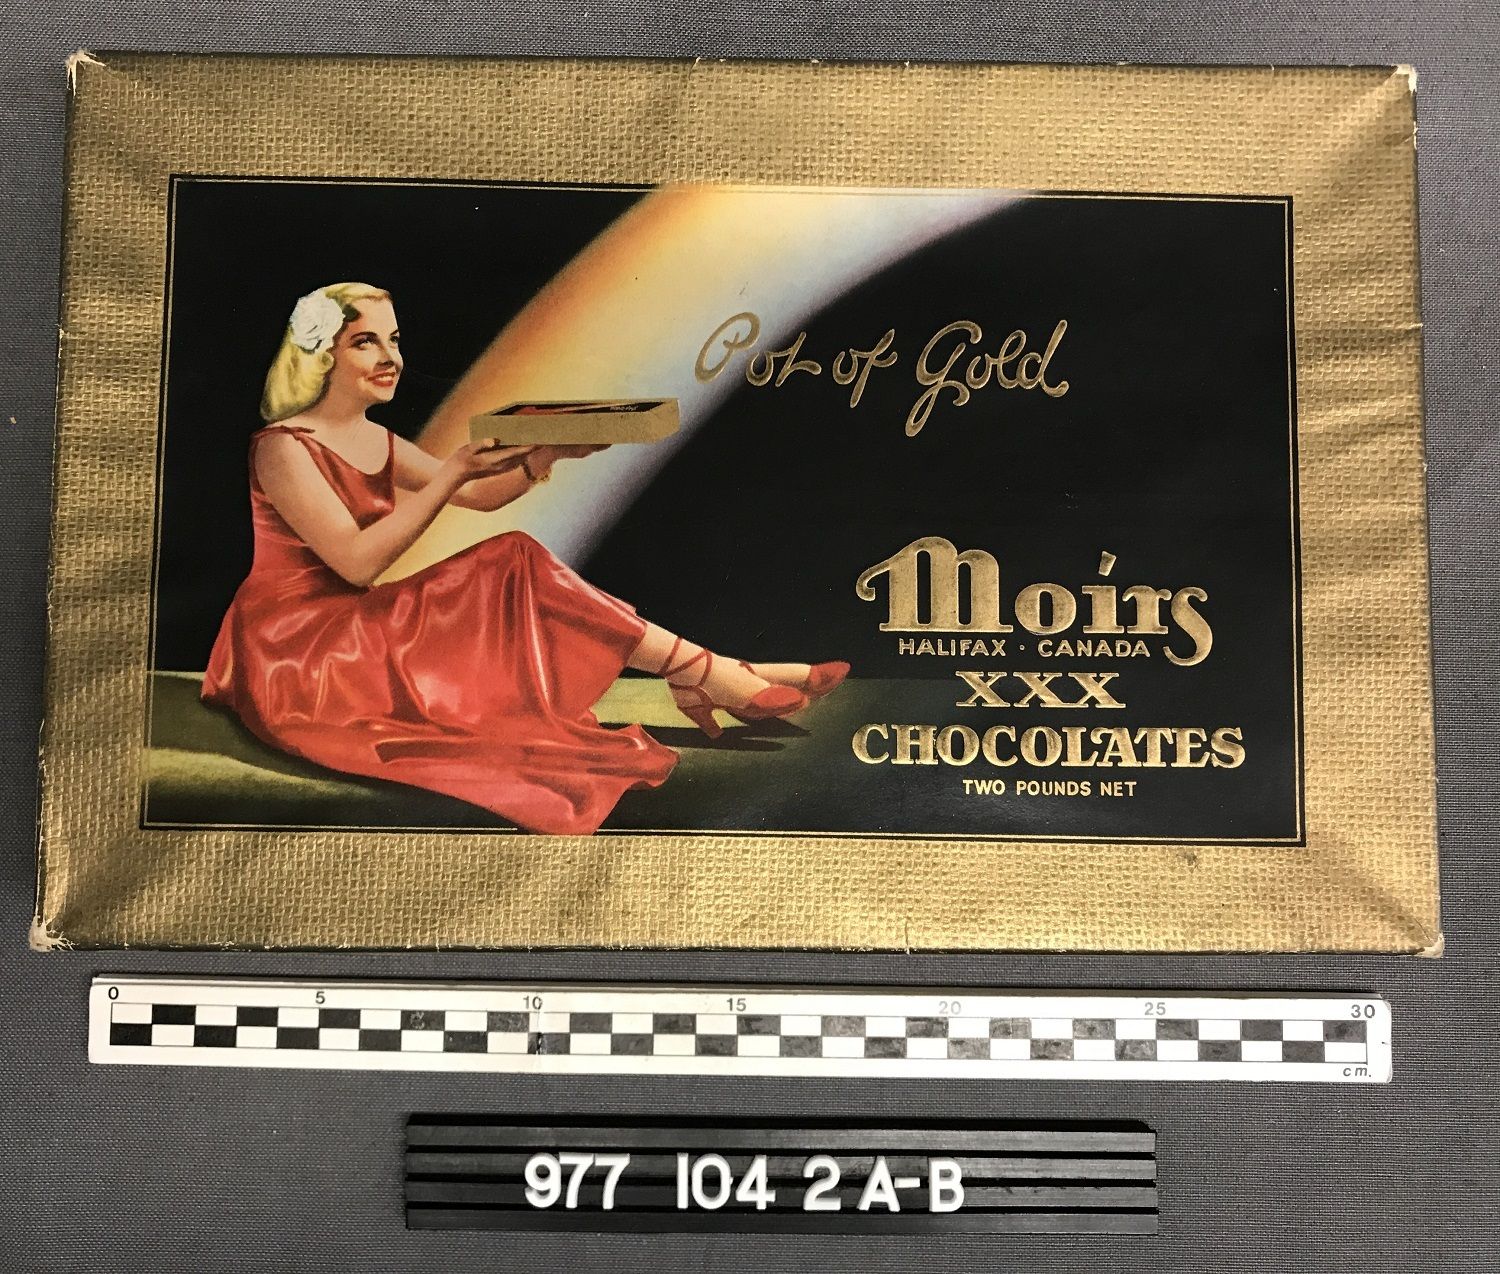 Pot of Gold
Moirs
HALIFAX · CANADA
XXX
CHOCOLATES
TWO POUNDS NET
0 5 10 15 20 25 30
cm.
977 104 2 A-B